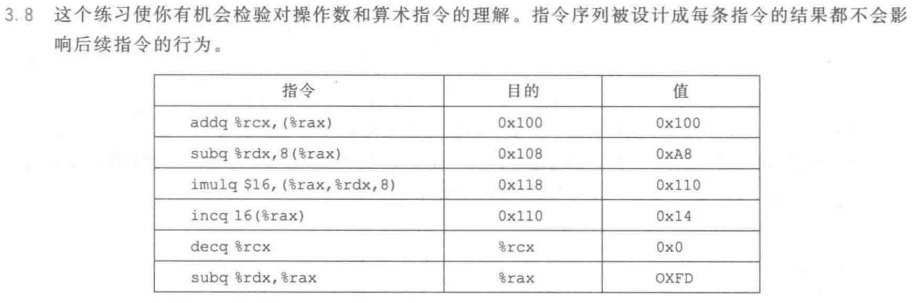 3.8 这个练习使你有机会检验对操作数和算术指令的理解。指令序列被设计成每条指令的结果都不会影
响后续指令的行为。
指令 目的 值
addq %rcx,(%rax) 0x100 0x100
subq %rdx,8(%rax) 0x108 0xA8
imulq $16,(%rax,%rdx,8) 0x118 0x110
incq 16(%rax) 0x110 0x14
decq %rcx %rcx 0x0
subq %rdx,%rax %rax 0XFD